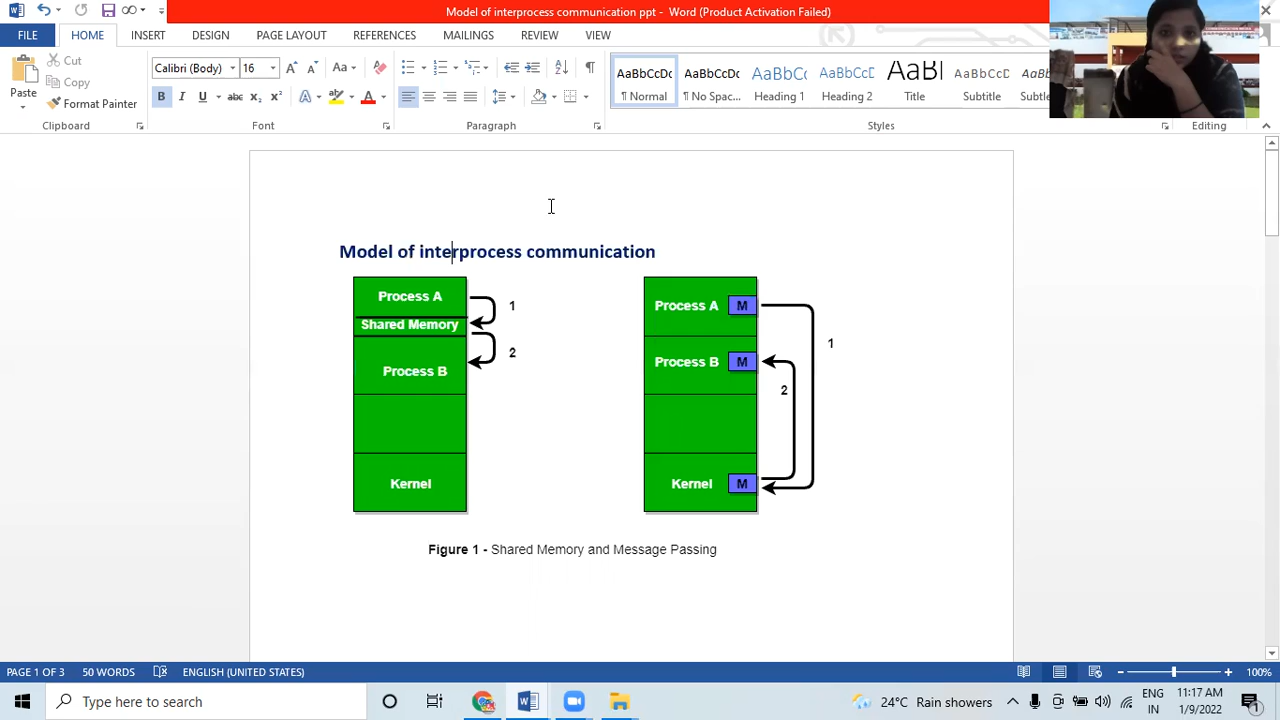 Model of interprocess communication ppt - Word (Product Activation Failed)
FILE HOME INSERT DESIGN PAGE LAYOUT REFERENCES MAILINGS REVIEW VIEW
Cut
Copy
Format Painter
Paste
Calibri (Body) 16
AaBbCcDc AaBbCcDc AaBbCc AaBbCcD AaBl AaBbCcD AaBbC
¶ Normal ¶ No Spac... Heading 1 Heading 2 Title Subtitle Subtle
Clipboard Font Paragraph Styles Editing
Model of interprocess communication
Process A
1
Shared Memory
2
Process B
Kernel
Process A M
1
Process B M
2
Kernel M
Figure 1 - Shared Memory and Message Passing
PAGE 1 OF 3 50 WORDS ENGLISH (UNITED STATES) 100%
Type here to search
24°C Rain showers
ENG
IN
11:17 AM
1/9/2022
1